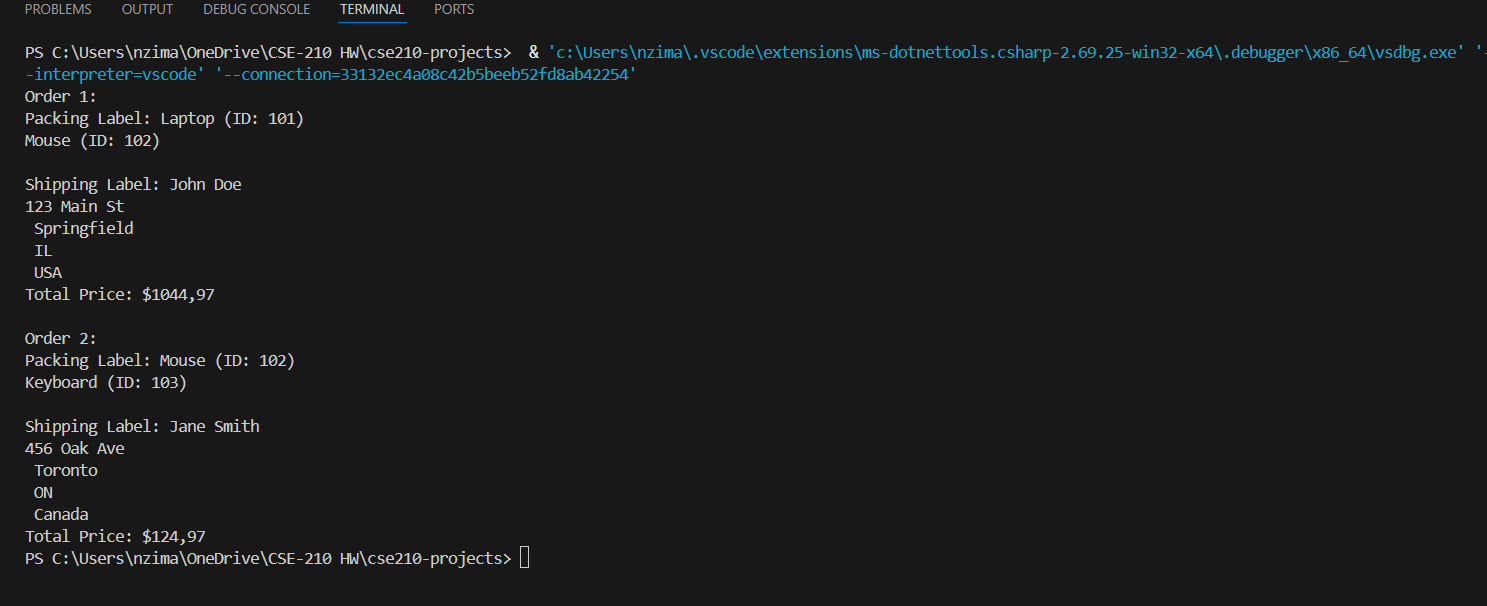 PROBLEMS OUTPUT DEBUG CONSOLE TERMINAL PORTS
PS C:\Users\nzima\OneDrive\CSE-210 HW\cse210-projects>  & 'c:\Users\nzima\.vscode\extensions\ms-dotnettools.csharp-2.69.25-win32-x64\.debugger\x86_64\vsdbg.exe' '-
-interpreter=vscode' '--connection=33132ec4a08c42b5beeb52fd8ab42254'
Order 1:
Packing Label: Laptop (ID: 101)
Mouse (ID: 102)
Shipping Label: John Doe
123 Main St
Springfield
IL
USA
Total Price: $1044,97
Order 2:
Packing Label: Mouse (ID: 102)
Keyboard (ID: 103)
Shipping Label: Jane Smith
456 Oak Ave
Toronto
ON
Canada
Total Price: $124,97
PS C:\Users\nzima\OneDrive\CSE-210 HW\cse210-projects>